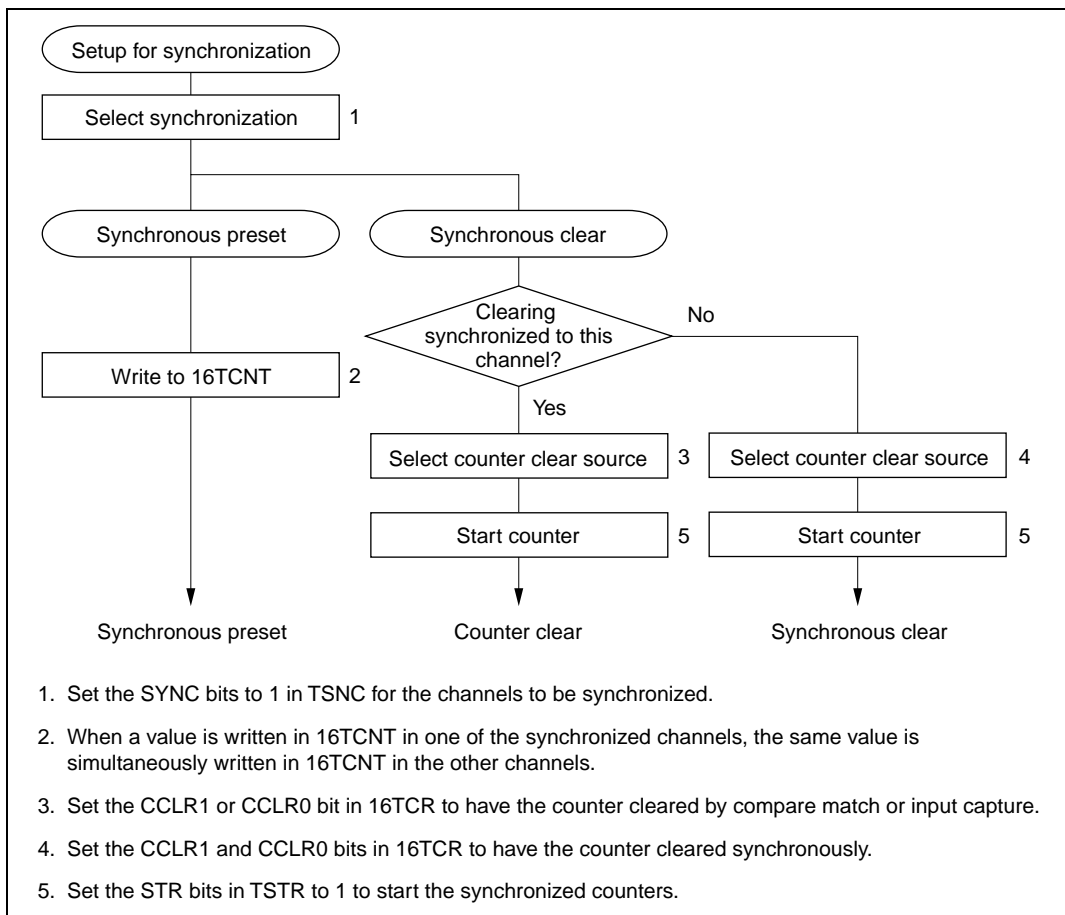 Setup for synchronization
Select synchronization 1
Synchronous preset
Synchronous clear
Clearing
synchronized to this
channel?
No
Write to 16TCNT 2
Yes
Select counter clear source 3
Select counter clear source 4
Start counter 5
Start counter 5
Synchronous preset
Counter clear
Synchronous clear
1. Set the SYNC bits to 1 in TSNC for the channels to be synchronized.
2. When a value is written in 16TCNT in one of the synchronized channels, the same value is
simultaneously written in 16TCNT in the other channels.
3. Set the CCLR1 or CCLR0 bit in 16TCR to have the counter cleared by compare match or input capture.
4. Set the CCLR1 and CCLR0 bits in 16TCR to have the counter cleared synchronously.
5. Set the STR bits in TSTR to 1 to start the synchronized counters.